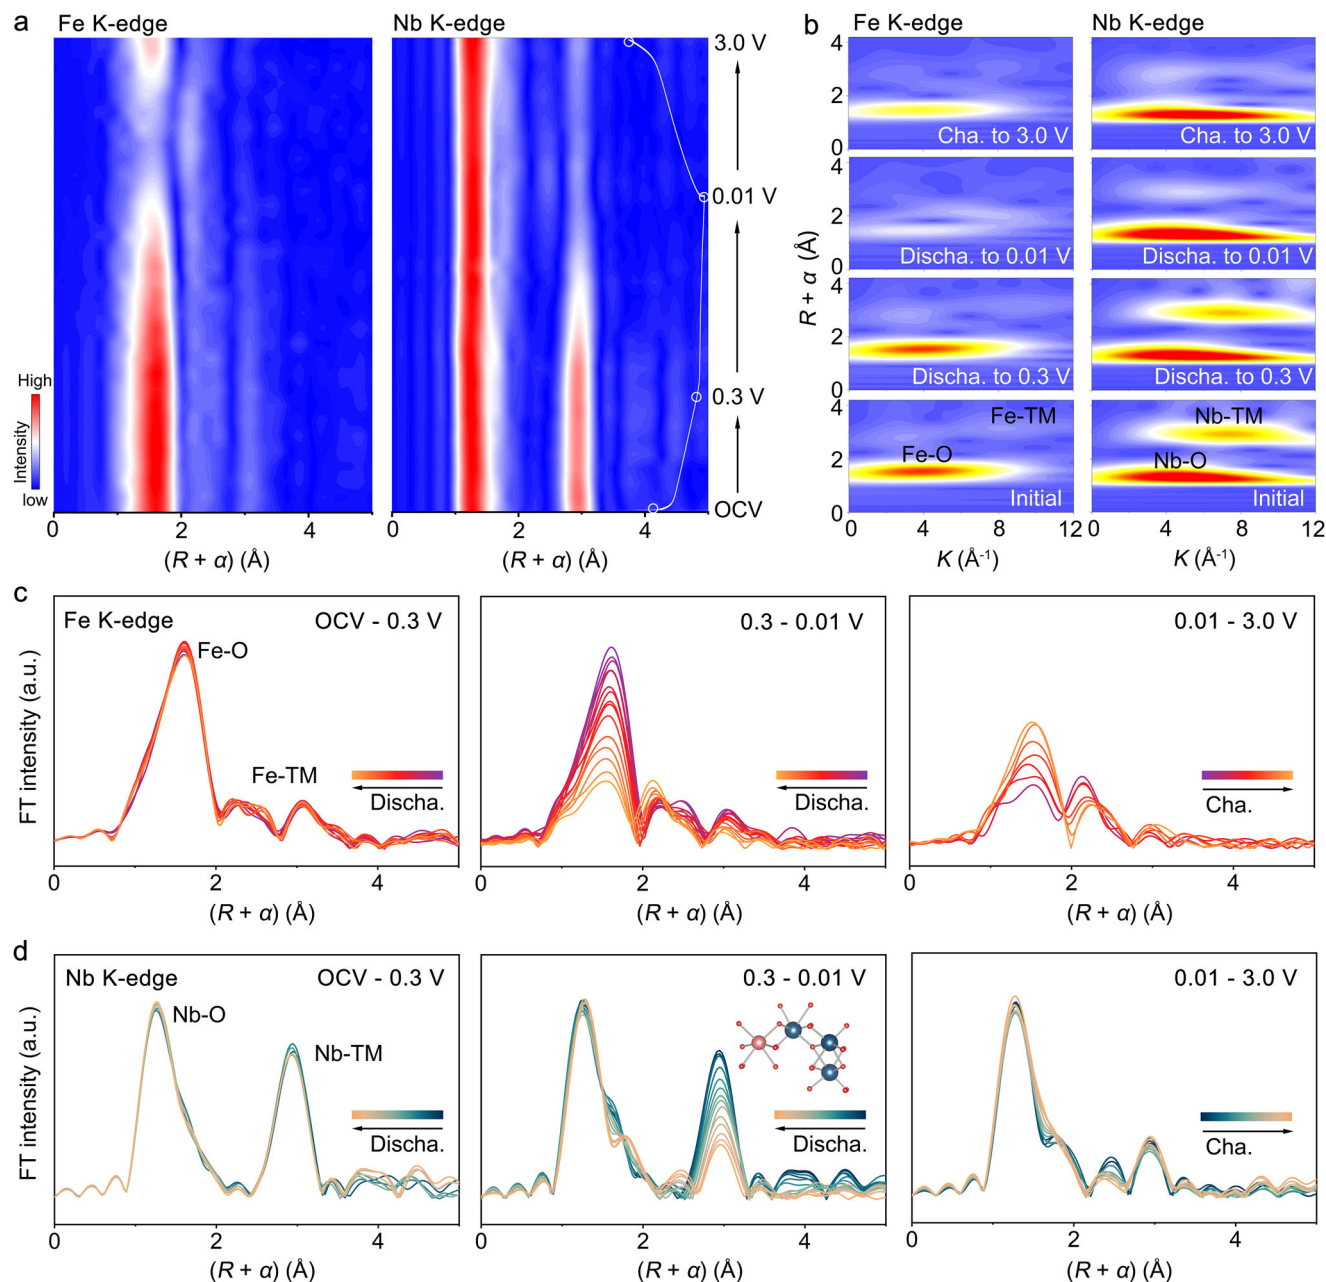 a
Fe K-edge
Nb K-edge
3.0 V
0.01 V
0.3 V
OCV
High
Intensity
low
0 2 4
(R + α) (Å)
0 2 4
(R + α) (Å)
b
Fe K-edge
Nb K-edge
4
2
0
Cha. to 3.0 V
Cha. to 3.0 V
4
2
0
Discha. to 0.01 V
Discha. to 0.01 V
R + α (Å)
4
2
0
Discha. to 0.3 V
Discha. to 0.3 V
4
2
0
Fe-TM
Fe-O
Initial
Nb-TM
Nb-O
Initial
0 4 8 12
K (Å⁻¹)
0 4 8 12
K (Å⁻¹)
c
Fe K-edge
OCV - 0.3 V
Fe-O
Fe-TM
Discha.
FT intensity (a.u.)
0 2 4
(R + α) (Å)
0.3 - 0.01 V
Discha.
0 2 4
(R + α) (Å)
0.01 - 3.0 V
Cha.
0 2 4
(R + α) (Å)
d
Nb K-edge
OCV - 0.3 V
Nb-O
Nb-TM
Discha.
FT intensity (a.u.)
0 2 4
(R + α) (Å)
0.3 - 0.01 V
Discha.
0 2 4
(R + α) (Å)
0.01 - 3.0 V
Cha.
0 2 4
(R + α) (Å)